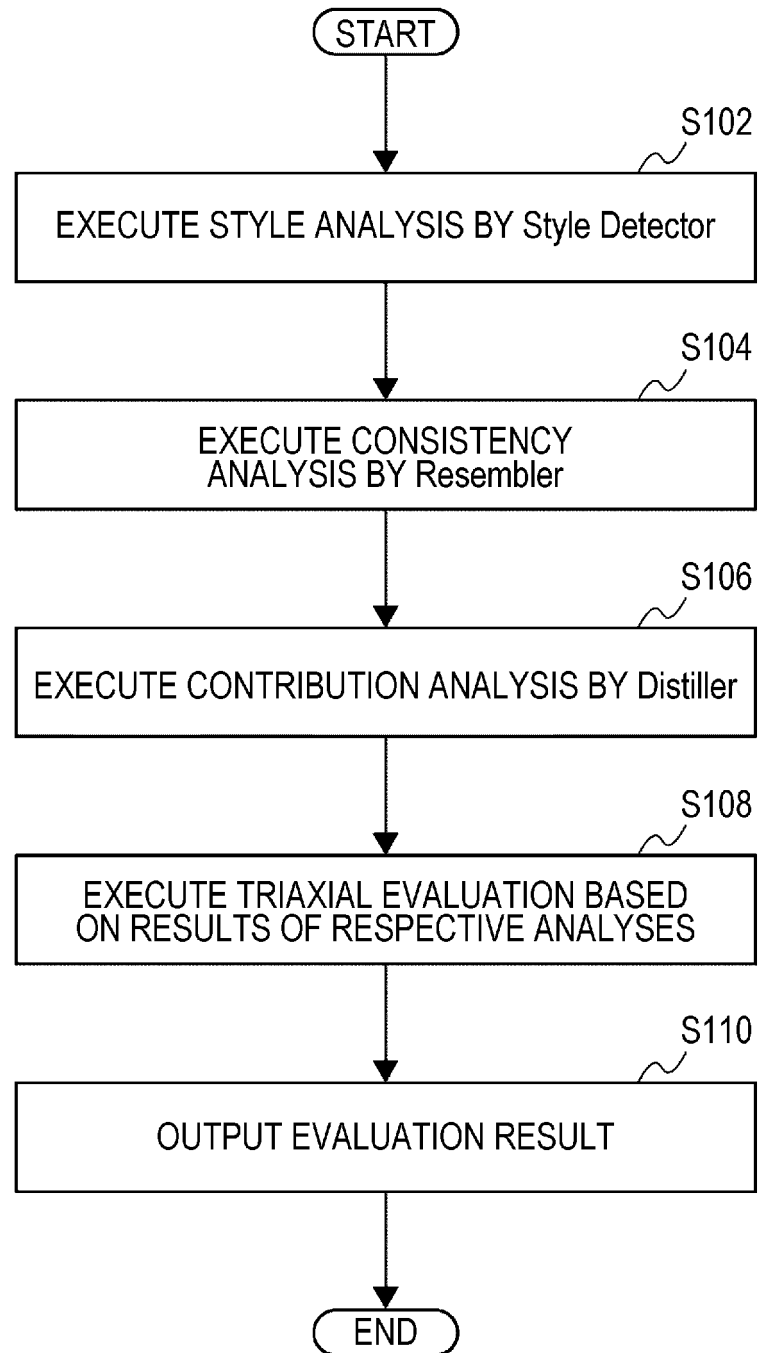 START
S102
EXECUTE STYLE ANALYSIS BY Style Detector
S104
EXECUTE CONSISTENCY
ANALYSIS BY Resembler
S106
EXECUTE CONTRIBUTION ANALYSIS BY Distiller
S108
EXECUTE TRIAXIAL EVALUATION BASED
ON RESULTS OF RESPECTIVE ANALYSES
S110
OUTPUT EVALUATION RESULT
END